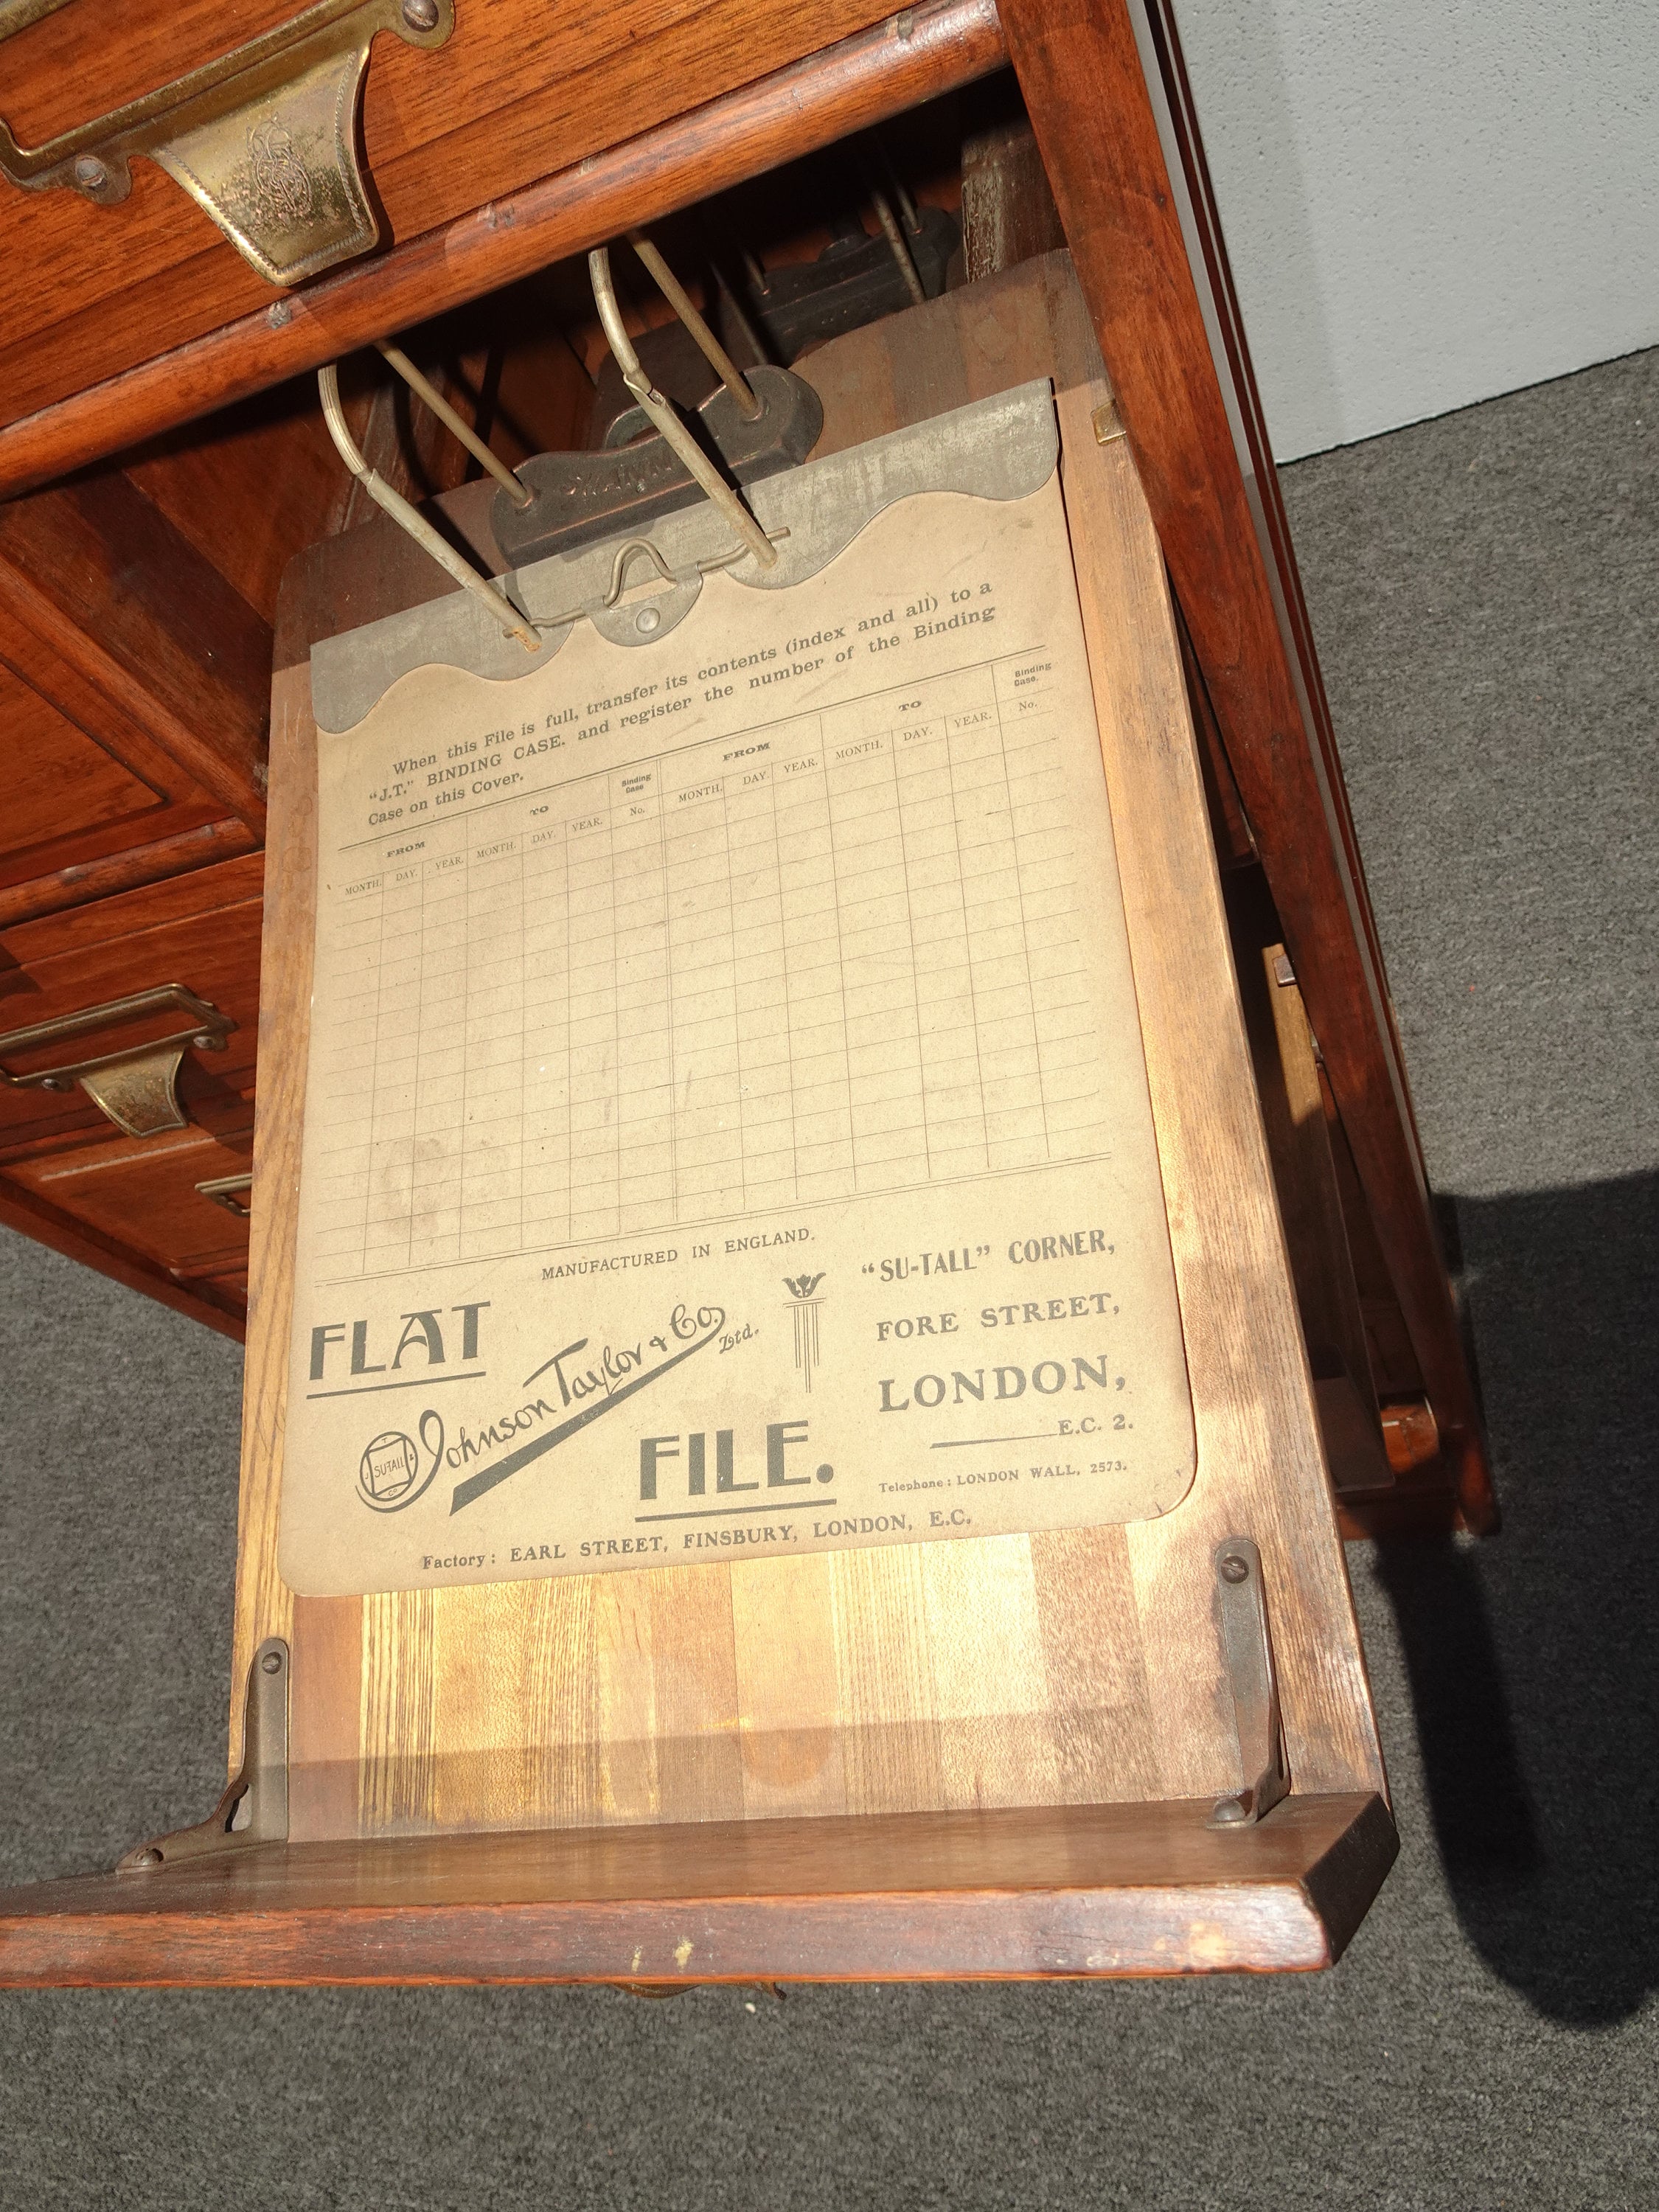 When this File is full, transfer its contents (index and all) to a
"J.T." BINDING CASE. and register the number of the Binding
Case on this Cover.
FROM TO Binding Case FROM TO Binding Case.
MONTH. DAY. YEAR. MONTH. DAY. YEAR. No. MONTH. DAY. YEAR. MONTH. DAY. YEAR. No.
MANUFACTURED IN ENGLAND.
FLAT
Johnson Taylor & Co. Ltd.
SU-TALL
FILE.
"SU-TALL" CORNER,
FORE STREET,
LONDON,
E.C. 2.
Telephone: LONDON WALL, 2573.
Factory: EARL STREET, FINSBURY, LONDON, E.C.